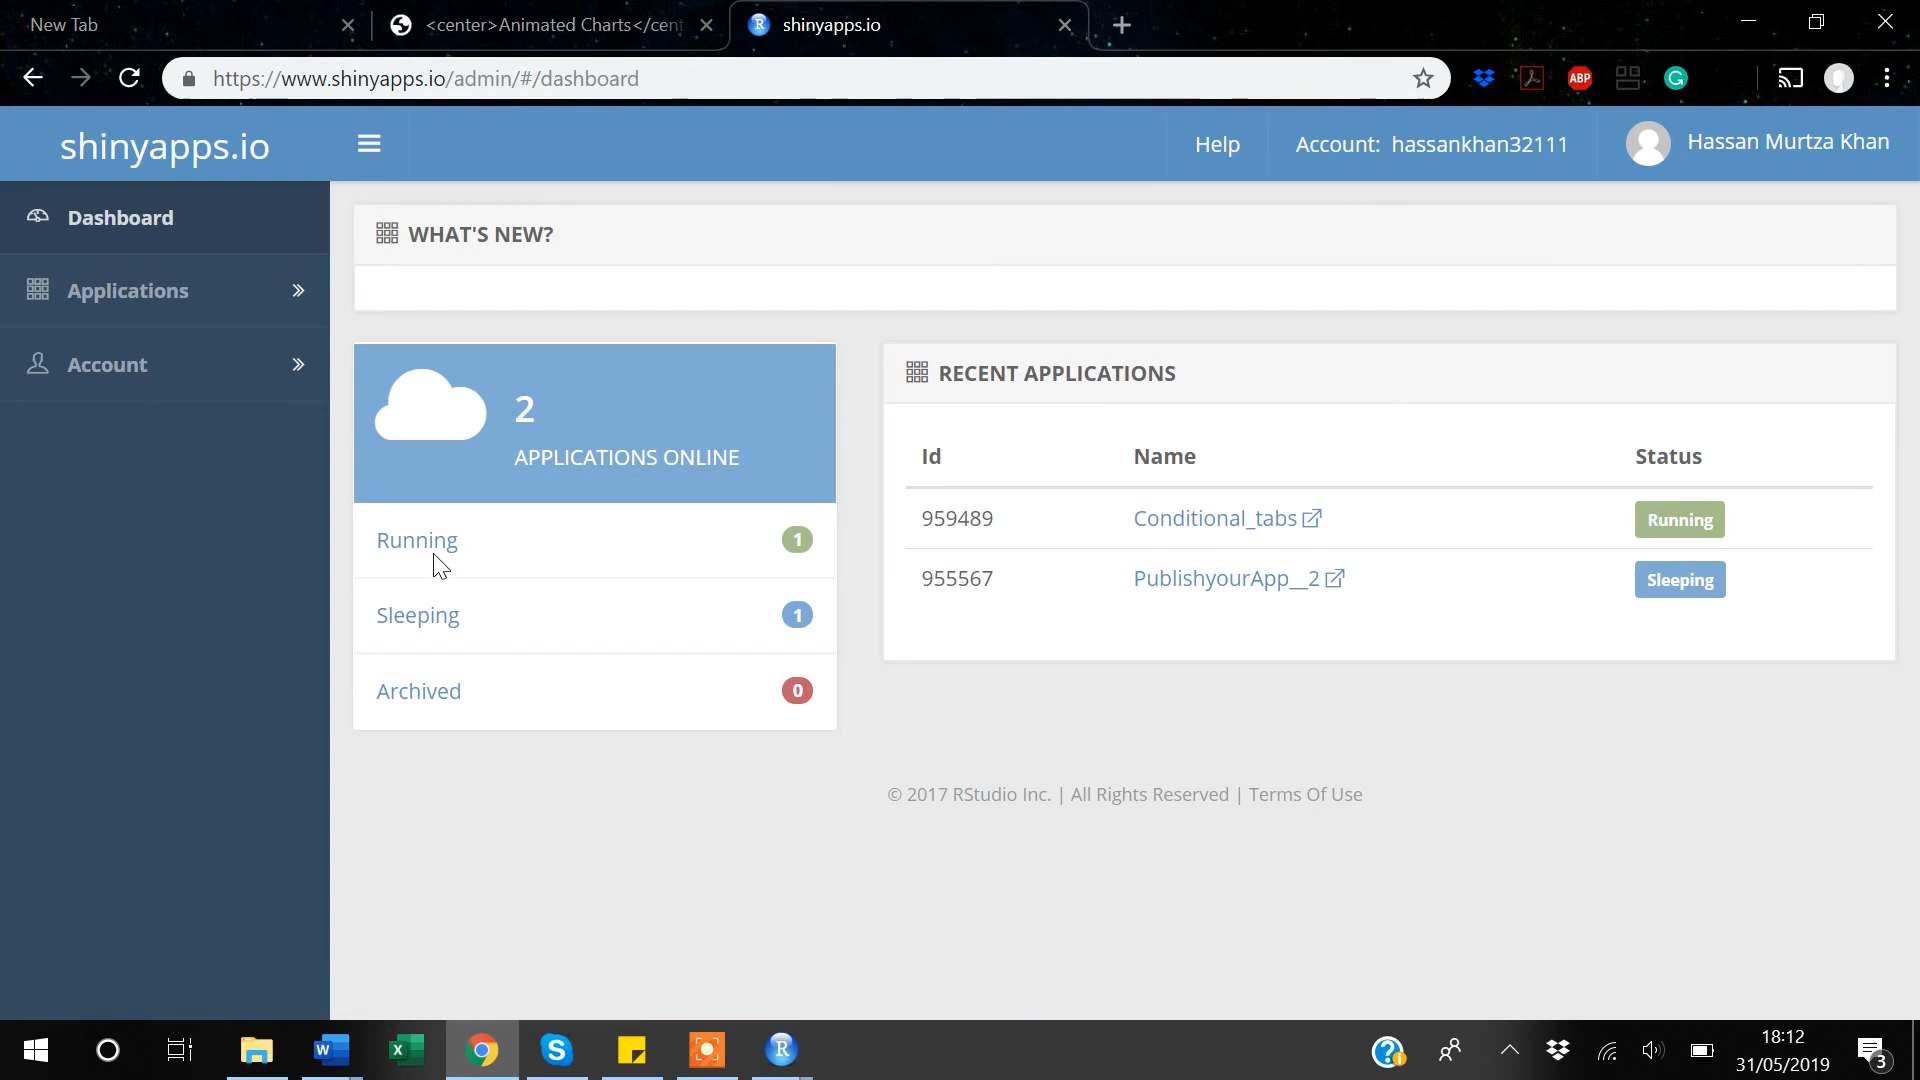 New Tab
<center>Animated Charts</cent
shinyapps.io
https://www.shinyapps.io/admin/#/dashboard
ABP
shinyapps.io
Help
Account: hassankhan32111
Hassan Murtza Khan
Dashboard
Applications
Account
WHAT'S NEW?
2
APPLICATIONS ONLINE
Running 1
Sleeping 1
Archived 0
RECENT APPLICATIONS
Id Name Status
959489 Conditional_tabs Running
955567 PublishyourApp__2 Sleeping
© 2017 RStudio Inc. | All Rights Reserved | Terms Of Use
18:12
31/05/2019
3